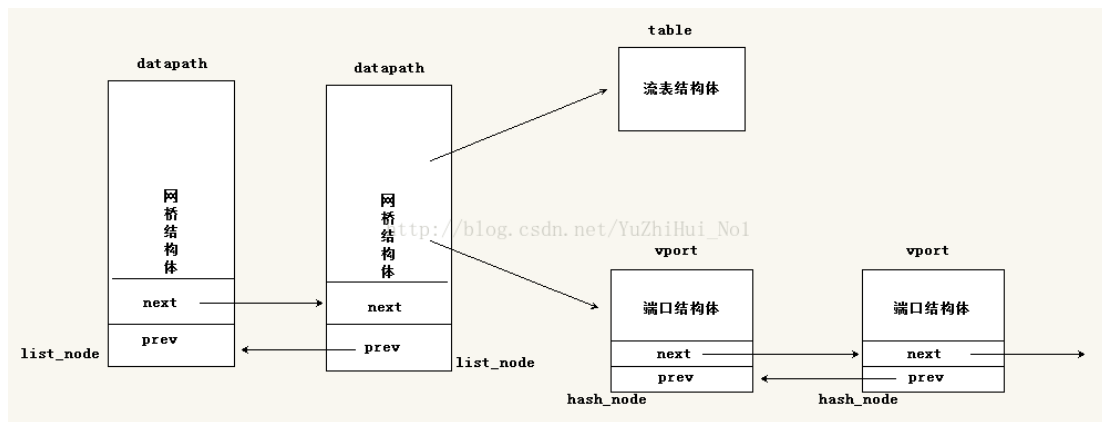 table
datapath
datapath
流表结构体
网桥结构体
网桥结构体
http://blog.csdn.net/YuZhiHui_No1
vport
vport
端口结构体
端口结构体
next
next
prev
prev
list_node
list_node
next
next
prev
prev
hash_node
hash_node